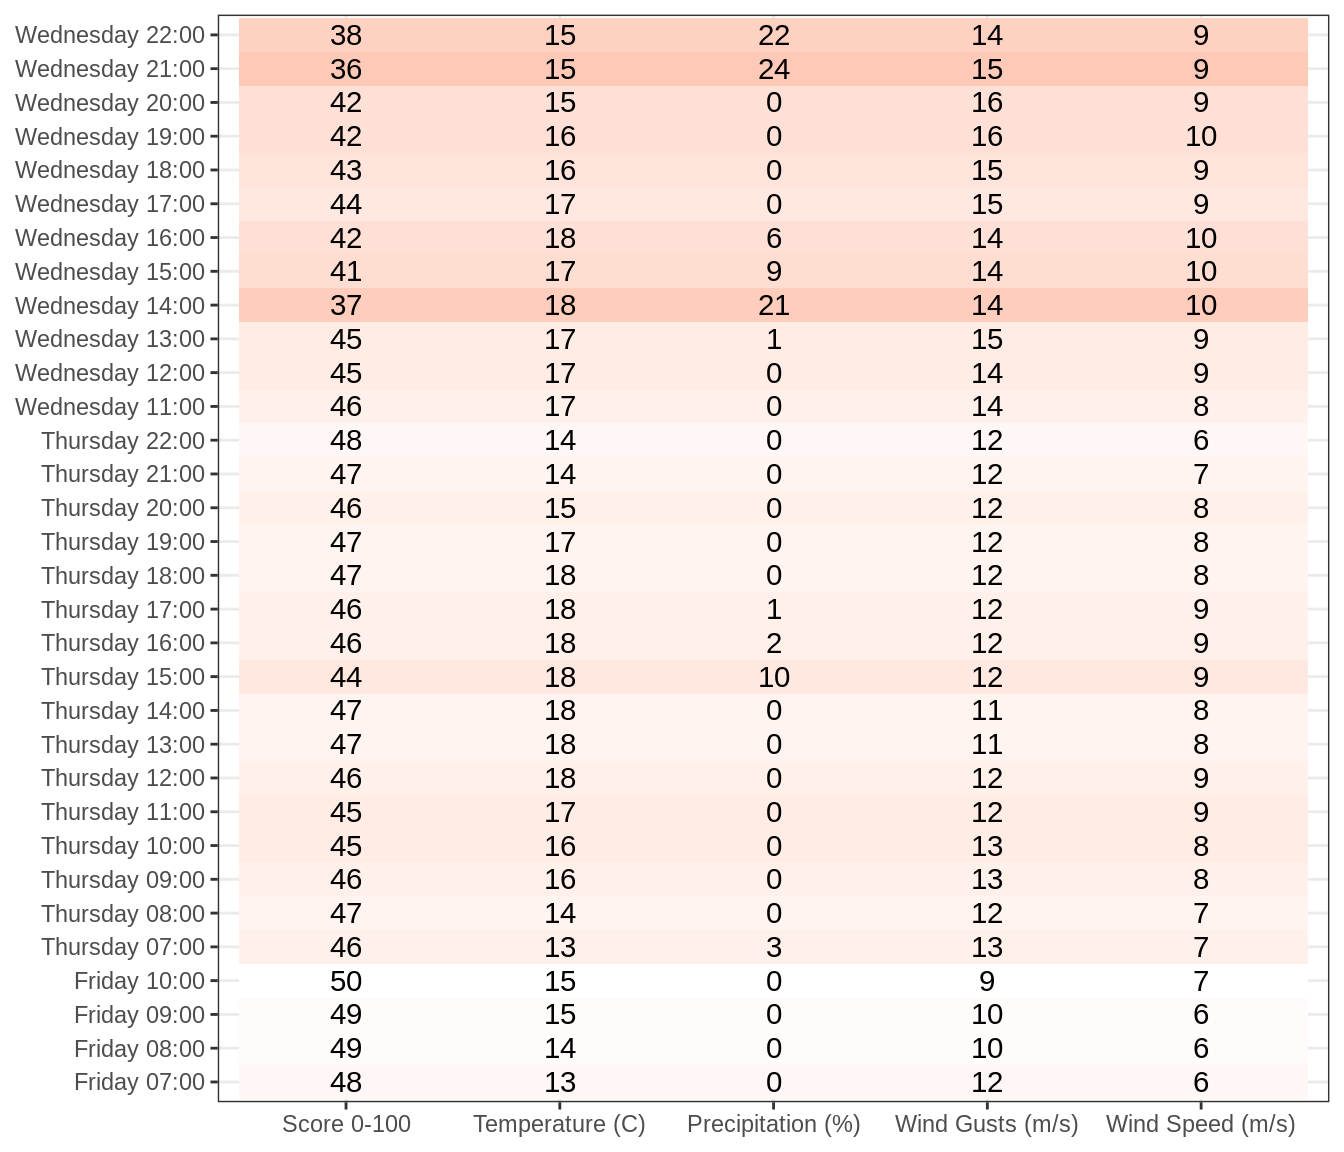 Wednesday 22:00 38 15 22 14 9
Wednesday 21:00 36 15 24 15 9
Wednesday 20:00 42 15 0 16 9
Wednesday 19:00 42 16 0 16 10
Wednesday 18:00 43 16 0 15 9
Wednesday 17:00 44 17 0 15 9
Wednesday 16:00 42 18 6 14 10
Wednesday 15:00 41 17 9 14 10
Wednesday 14:00 37 18 21 14 10
Wednesday 13:00 45 17 1 15 9
Wednesday 12:00 45 17 0 14 9
Wednesday 11:00 46 17 0 14 8
Thursday 22:00 48 14 0 12 6
Thursday 21:00 47 14 0 12 7
Thursday 20:00 46 15 0 12 8
Thursday 19:00 47 17 0 12 8
Thursday 18:00 47 18 0 12 8
Thursday 17:00 46 18 1 12 9
Thursday 16:00 46 18 2 12 9
Thursday 15:00 44 18 10 12 9
Thursday 14:00 47 18 0 11 8
Thursday 13:00 47 18 0 11 8
Thursday 12:00 46 18 0 12 9
Thursday 11:00 45 17 0 12 9
Thursday 10:00 45 16 0 13 8
Thursday 09:00 46 16 0 13 8
Thursday 08:00 47 14 0 12 7
Thursday 07:00 46 13 3 13 7
Friday 10:00 50 15 0 9 7
Friday 09:00 49 15 0 10 6
Friday 08:00 49 14 0 10 6
Friday 07:00 48 13 0 12 6
Score 0-100 Temperature (C) Precipitation (%) Wind Gusts (m/s) Wind Speed (m/s)